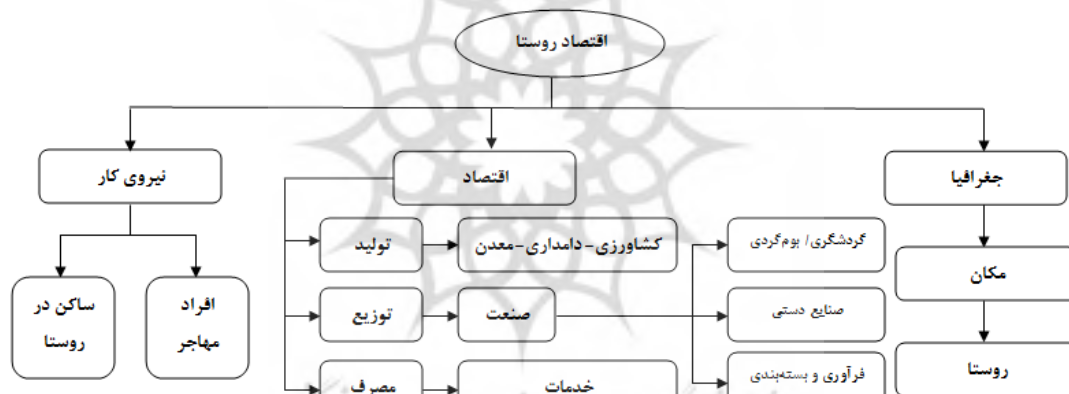 اقتصاد روستا
جغرافیا
اقتصاد
نیروی کار
گردشگری/ بوم‌گردی
کشاورزی-دامداری-معدن
تولید
مکان
افراد
مهاجر
ساکن در
روستا
صنایع دستی
صنعت
توزیع
روستا
فرآوری و بسته‌بندی
خدمات
مصرف